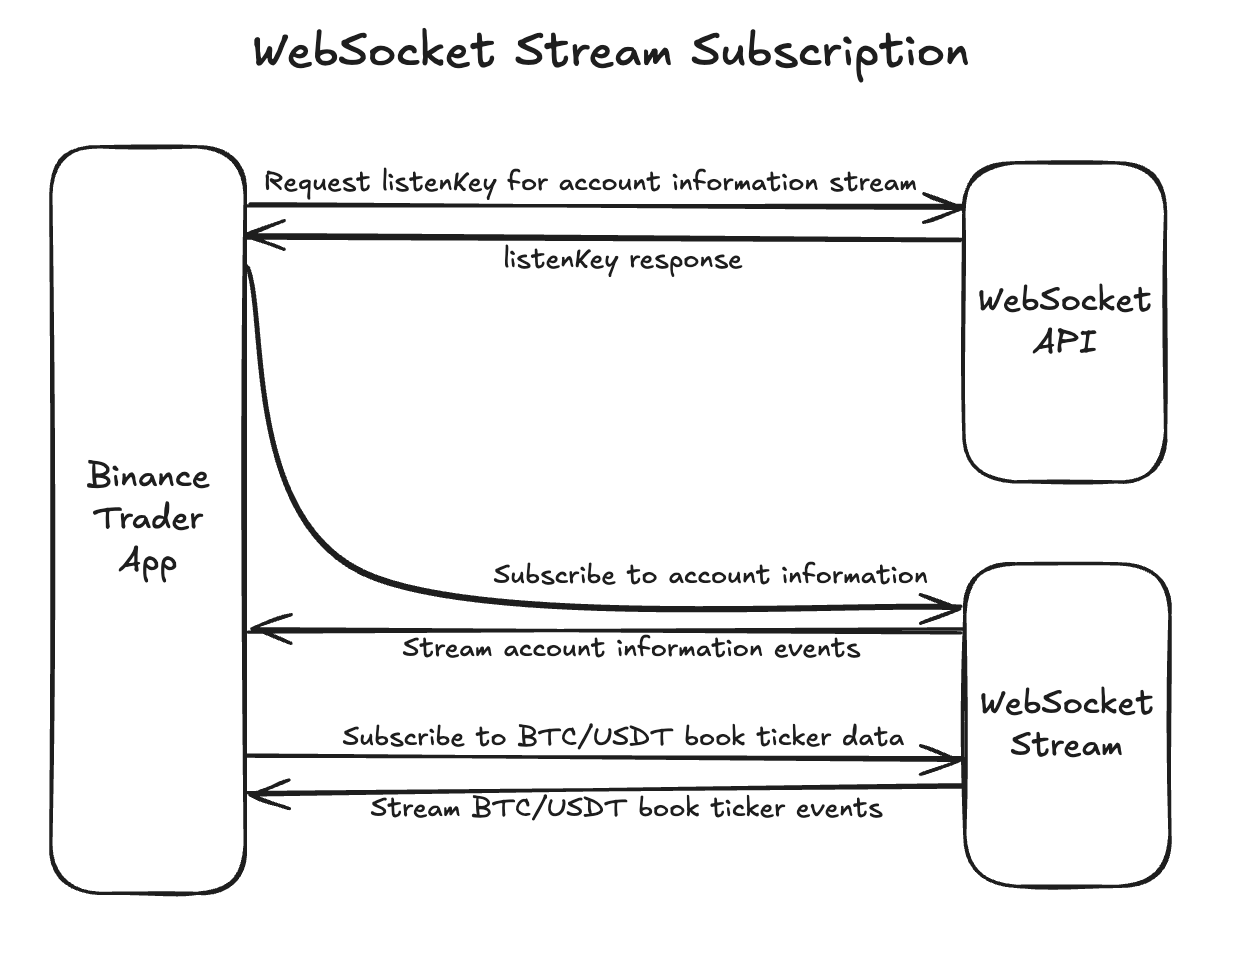 WebSocket Stream Subscription
Request listenKey for account information stream
listenKey response
WebSocket
API
Binance
Trader
App
Subscribe to account information
Stream account information events
WebSocket
Stream
Subscribe to BTC/USDT book ticker data
Stream BTC/USDT book ticker events